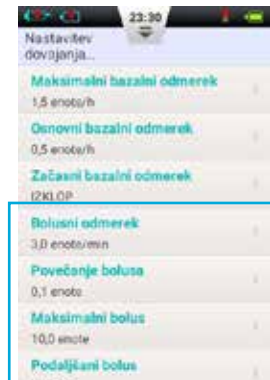 23:30
Nastavitev
dovajanja...
Maksimalni bazalni odmerek
1,5 enote/h
Osnovni bazalni odmerek
0,5 enote/h
Začasni bazalni odmerek
IZKLOP
Bolusni odmerek
3,0 enote/min
Povečanje bolusa
0,1 enote
Maksimalni bolus
10,0 enote
Podaljšani bolus